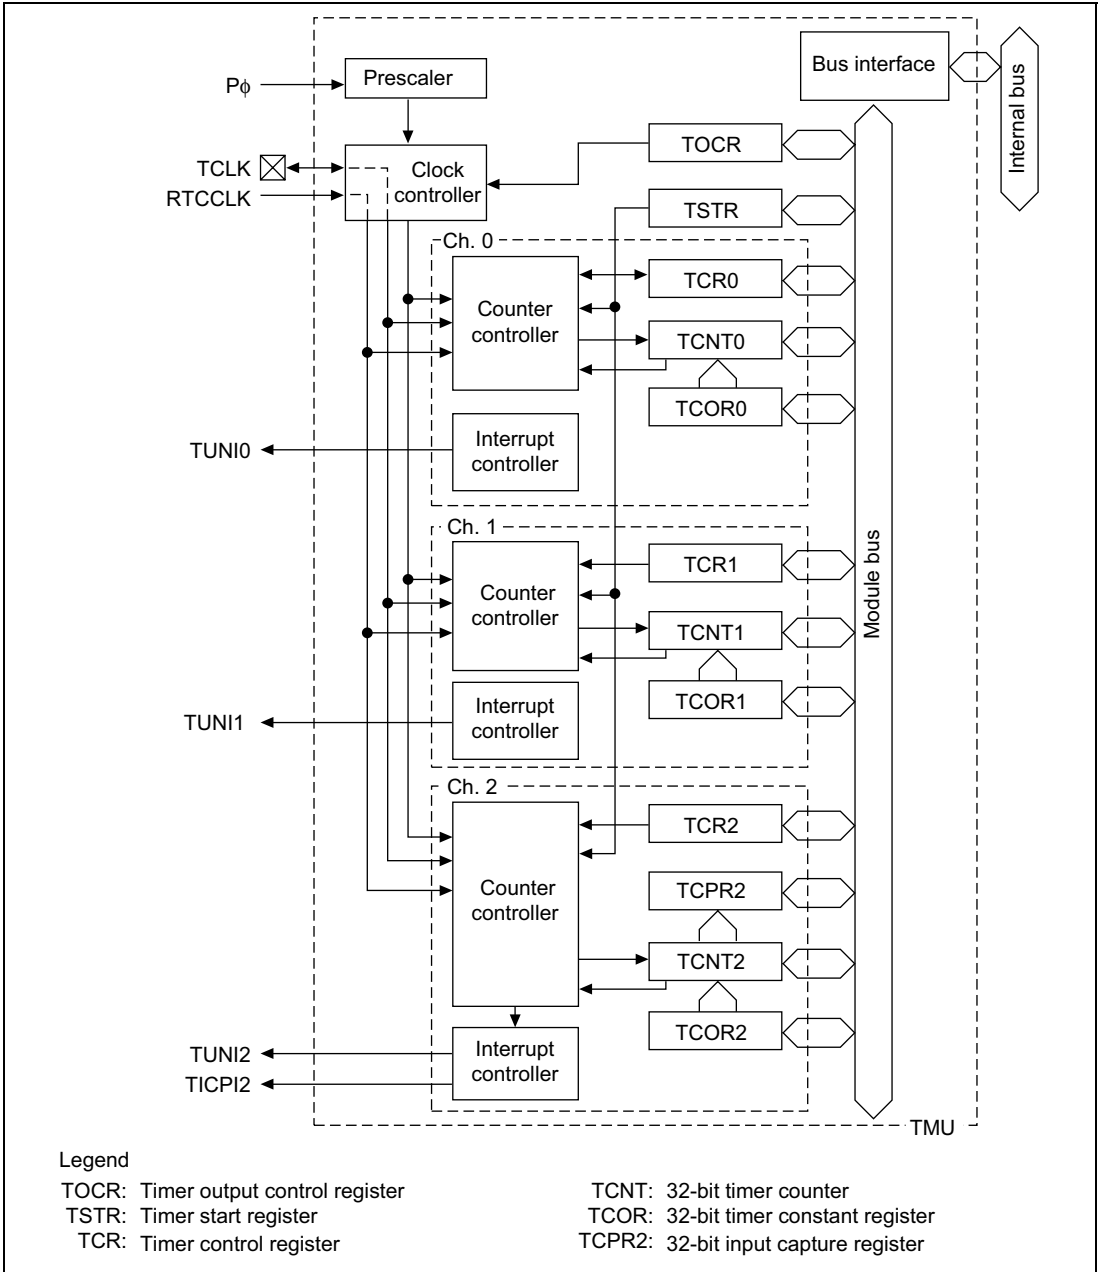 Pϕ
Prescaler
Bus interface
Internal bus
TCLK
RTCCLK
Clock
controller
TOCR
TSTR
Ch. 0
Counter
controller
TCR0
TCNT0
TCOR0
TUNI0
Interrupt
controller
Ch. 1
Counter
controller
TCR1
TCNT1
TCOR1
Module bus
TUNI1
Interrupt
controller
Ch. 2
Counter
controller
TCR2
TCPR2
TCNT2
TCOR2
TUNI2
TICPI2
Interrupt
controller
TMU
Legend
TOCR: Timer output control register
TSTR: Timer start register
TCR: Timer control register
TCNT: 32-bit timer counter
TCOR: 32-bit timer constant register
TCPR2: 32-bit input capture register